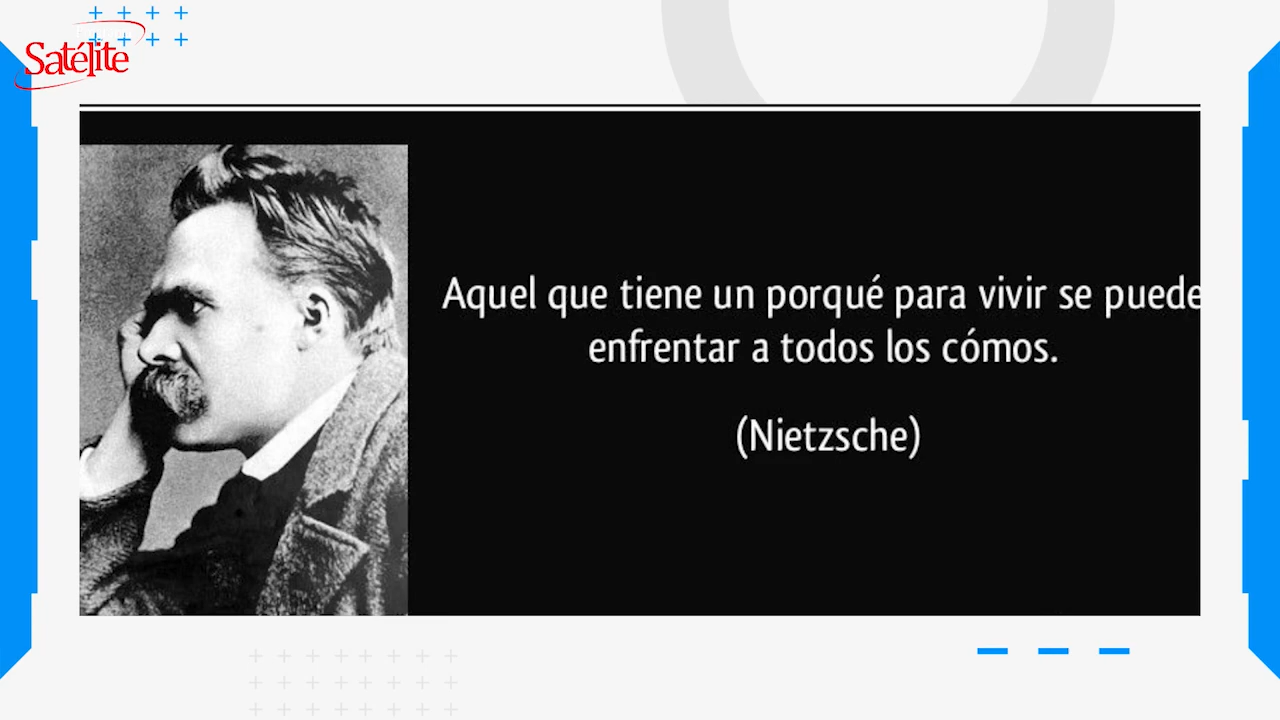 Satélite
Aquel que tiene un porqué para vivir se puede
enfrentar a todos los cómos.
(Nietzsche)